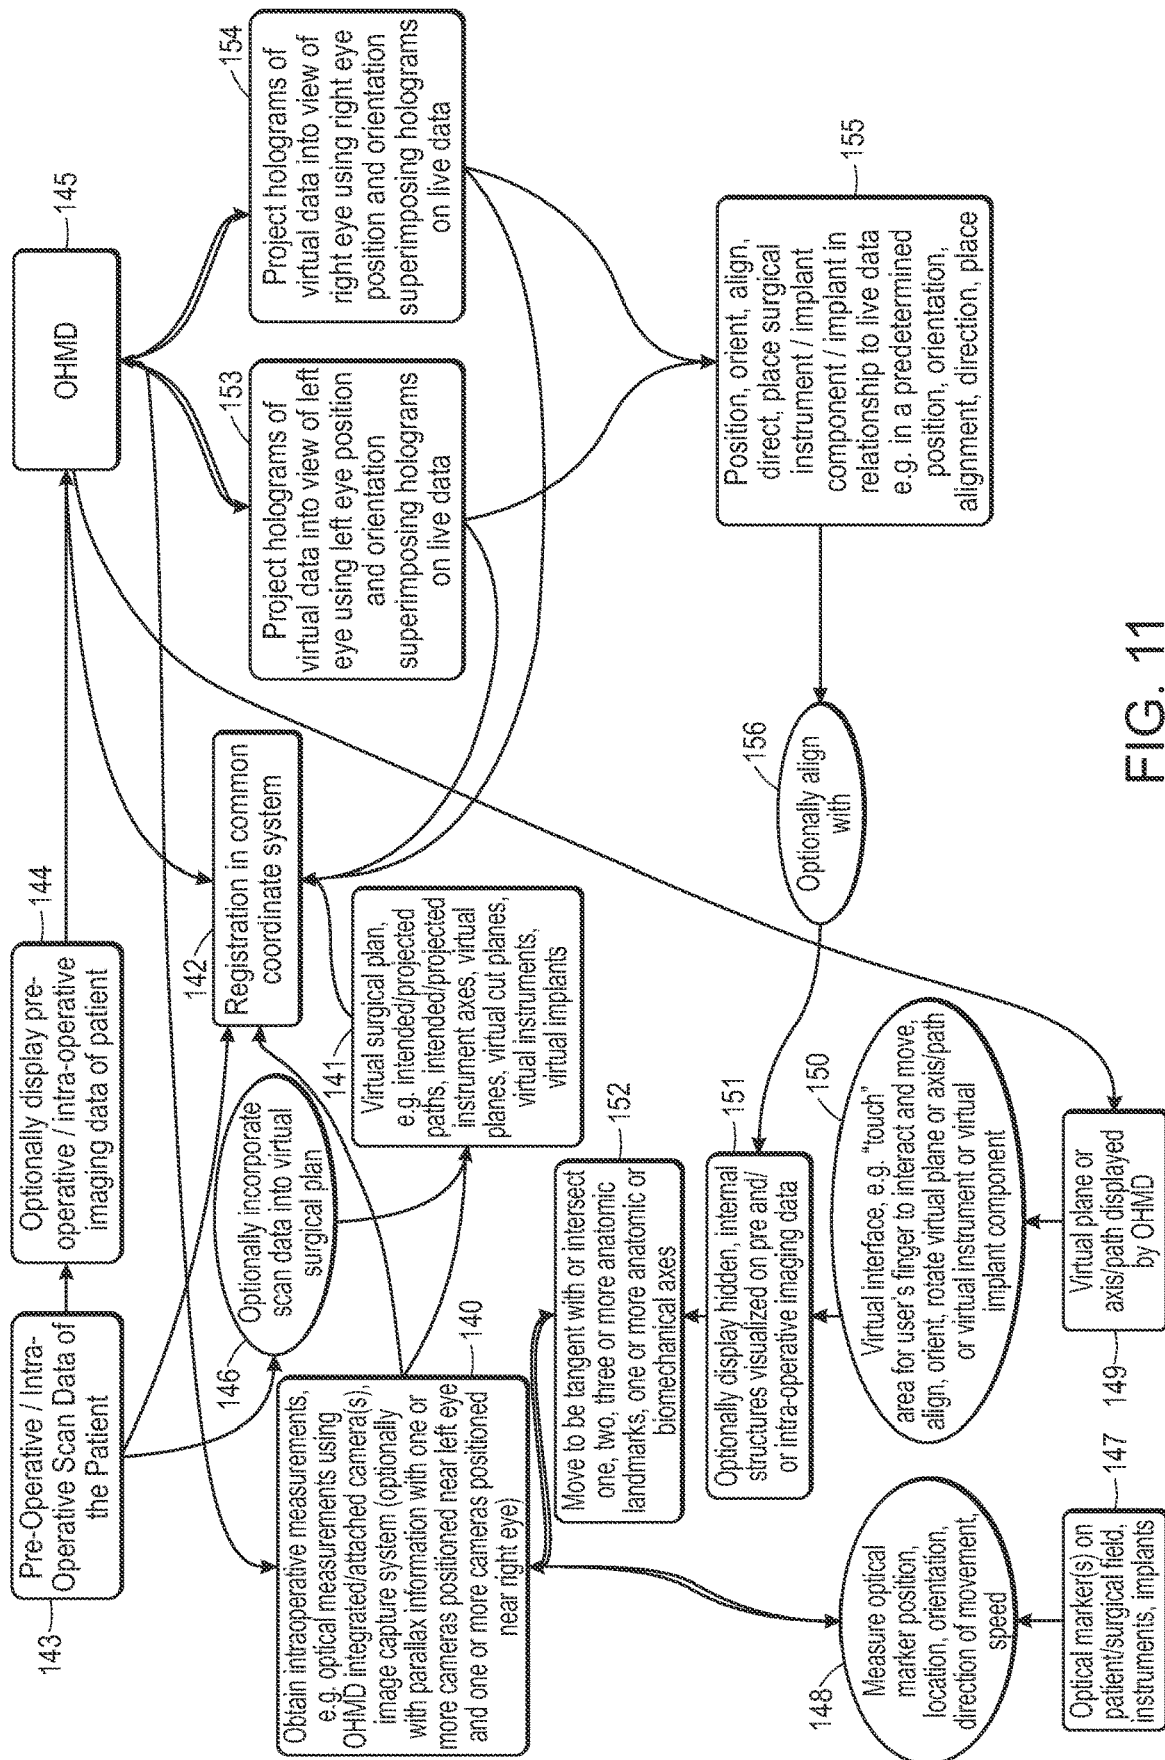 143
Pre-Operative / Intra-
Operative Scan Data of
the Patient
144
Optionally display pre-
operative / intra-operative
imaging data of patient
145
OHMD
146
Optionally incorporate
scan data into virtual
surgical plan
142
Registration in common
coordinate system
153
Project holograms of
virtual data into view of left
eye using left eye position
and orientation
superimposing holograms
on live data
154
Project holograms of
virtual data into view of
right eye using right eye
position and orientation
superimposing holograms
on live data
140
Obtain intraoperative measurements,
e.g. optical measurements using
OHMD integrated/attached camera(s),
image capture system (optionally
with parallax information with one or
more cameras positioned near left eye
and one or more cameras positioned
near right eye)
141
Virtual surgical plan,
e.g. intended/projected
paths, intended/projected
instrument axes, virtual
planes, virtual cut planes,
virtual instruments,
virtual implants
152
Move to be tangent with or intersect
one, two, three or more anatomic
landmarks, one or more anatomic or
biomechanical axes
151
Optionally display hidden, internal
structures visualized on pre and/
or intra-operative imaging data
156
Optionally align
with
155
Position, orient, align,
direct, place surgical
instrument / implant
component / implant in
relationship to live data
e.g. in a predetermined
position, orientation,
alignment, direction, place
148
Measure optical
marker position,
location, orientation,
direction of movement,
speed
150
Virtual interface, e.g. "touch"
area for user's finger to interact and move,
align, orient, rotate virtual plane or axis/path
or virtual instrument or virtual
implant component
147
Optical marker(s) on
patient/surgical field,
instruments, implants
149
Virtual plane or
axis/path displayed
by OHMD
FIG. 11